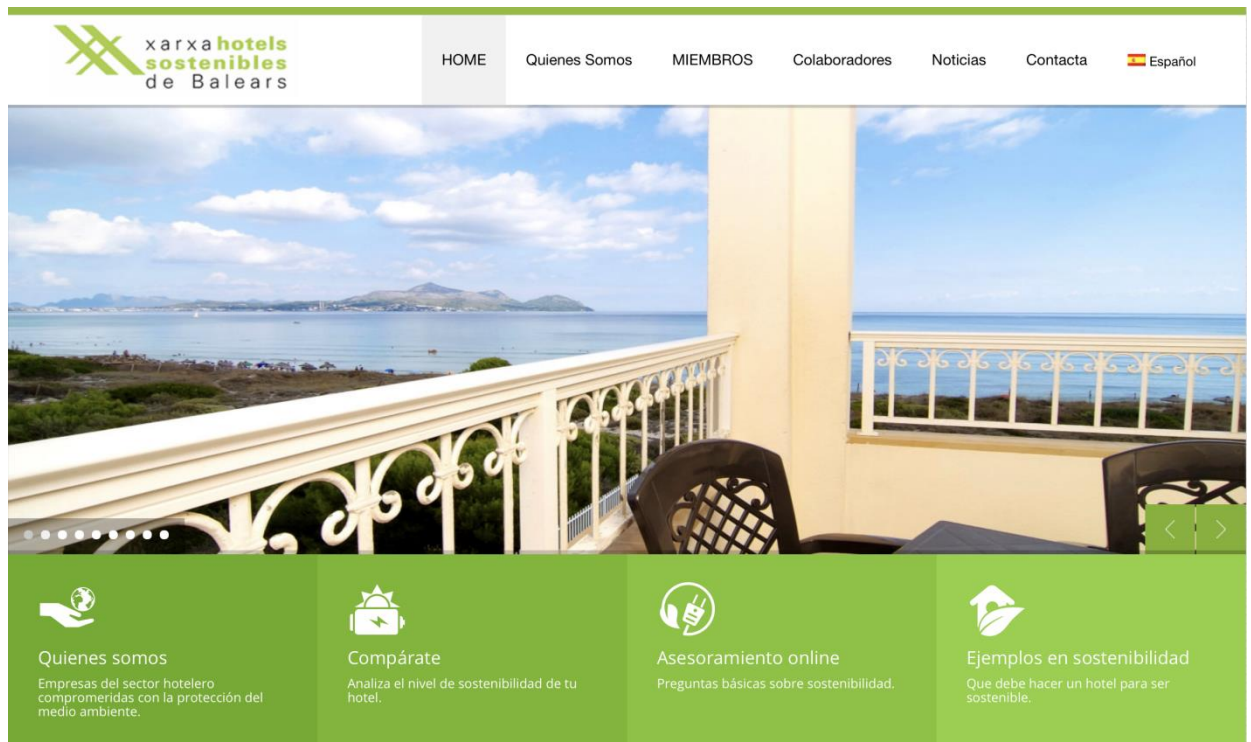 xarxa hotels
sostenibles
de Balears
HOME
Quienes Somos
MIEMBROS
Colaboradores
Noticias
Contacta
Español
Quienes somos
Empresas del sector hotelero
comprometidas con la protección del
medio ambiente.
Compárate
Analiza el nivel de sostenibilidad de tu
hotel.
Asesoramiento online
Preguntas básicas sobre sostenibilidad.
Ejemplos en sostenibilidad
Que debe hacer un hotel para ser
sostenible.